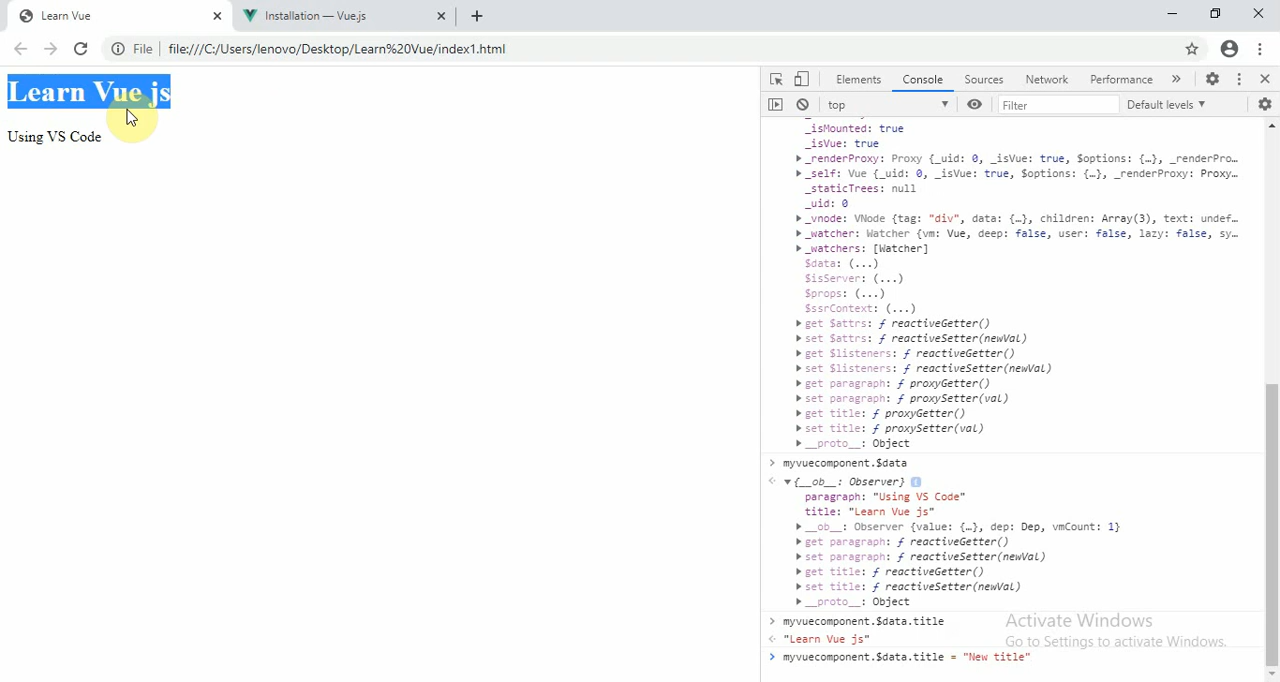 Learn Vue
Installation — Vue.js
File
file:///C:/Users/lenovo/Desktop/Learn%20Vue/index1.html
Learn Vue js
Using VS Code
Elements Console Sources Network Performance »
top
Filter
Default levels ▼
_isMounted: true
_isVue: true
_renderProxy: Proxy {_uid: 0, _isVue: true, $options: {…}, _renderPro…
_self: Vue {_uid: 0, _isVue: true, $options: {…}, _renderProxy: Proxy…
_staticTrees: null
_uid: 0
_vnode: VNode {tag: "div", data: {…}, children: Array(3), text: undef…
_watcher: Watcher {vm: Vue, deep: false, user: false, lazy: false, sy…
_watchers: [Watcher]
$data: (...)
$isServer: (...)
$props: (...)
$ssrContext: (...)
get $attrs: ƒ reactiveGetter()
set $attrs: ƒ reactiveSetter(newVal)
get $listeners: ƒ reactiveGetter()
set $listeners: ƒ reactiveSetter(newVal)
get paragraph: ƒ proxyGetter()
set paragraph: ƒ proxySetter(val)
get title: ƒ proxyGetter()
set title: ƒ proxySetter(val)
__proto__: Object
> myvuecomponent.$data
{__ob__: Observer}
paragraph: "Using VS Code"
title: "Learn Vue js"
__ob__: Observer {value: {…}, dep: Dep, vmCount: 1}
get paragraph: ƒ reactiveGetter()
set paragraph: ƒ reactiveSetter(newVal)
get title: ƒ reactiveGetter()
set title: ƒ reactiveSetter(newVal)
__proto__: Object
> myvuecomponent.$data.title
"Learn Vue js"
> myvuecomponent.$data.title = "New title"
Activate Windows
Go to Settings to activate Windows.